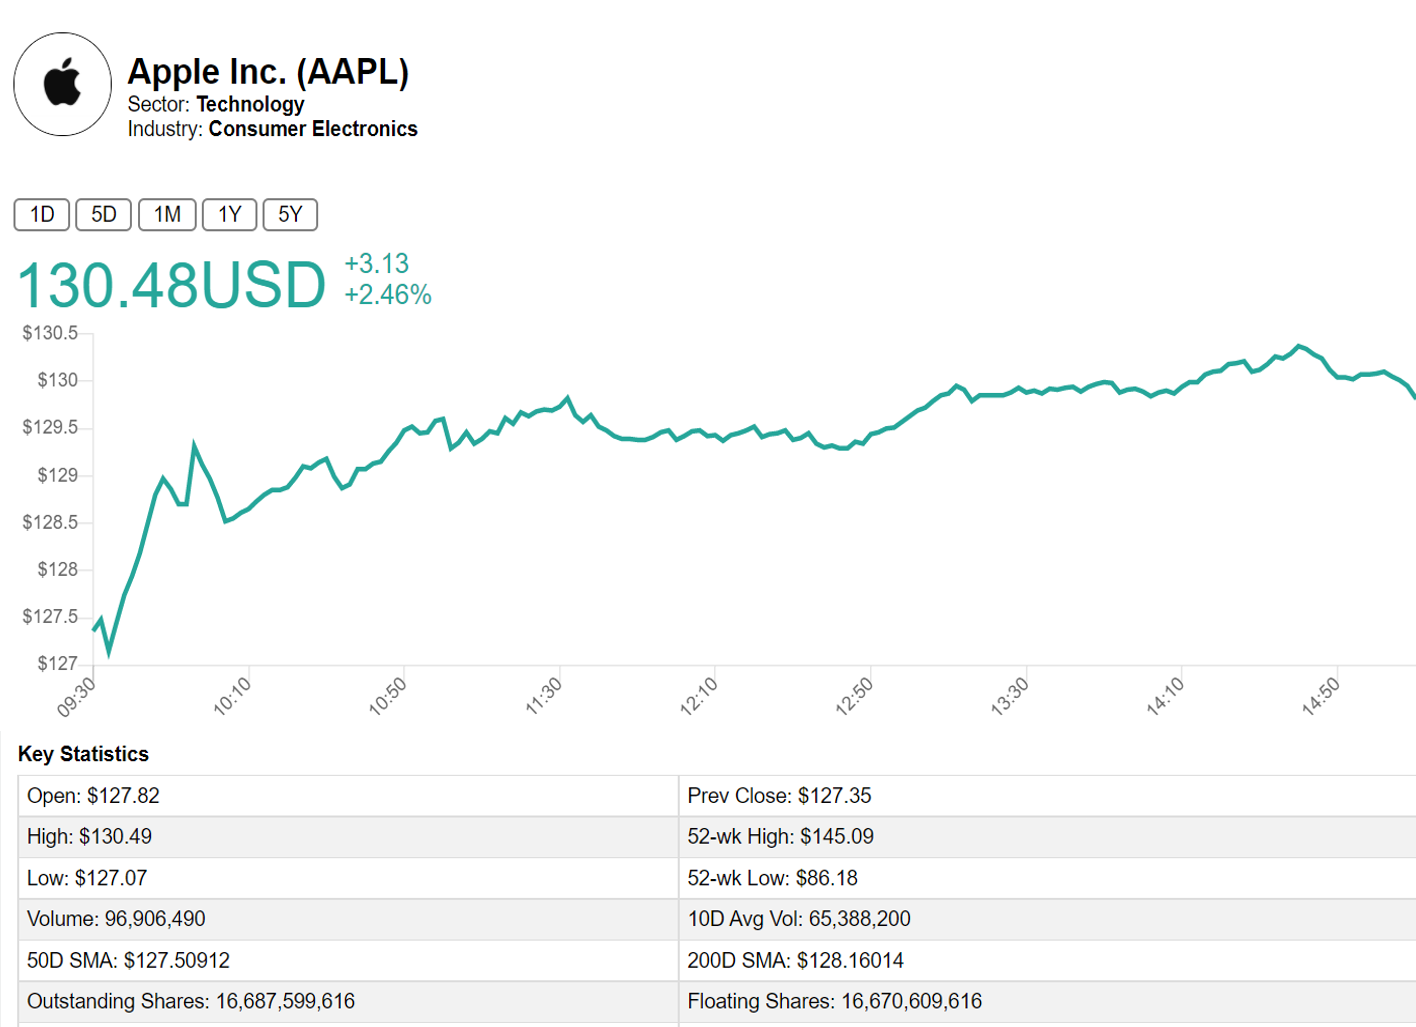 Apple Inc. (AAPL)
Sector: Technology
Industry: Consumer Electronics
1D 5D 1M 1Y 5Y
130.48USD +3.13
+2.46%
$130.5
$130
$129.5
$129
$128.5
$128
$127.5
$127
09:30 10:10 10:50 11:30 12:10 12:50 13:30 14:10 14:50
Key Statistics
Open: $127.82 Prev Close: $127.35
High: $130.49 52-wk High: $145.09
Low: $127.07 52-wk Low: $86.18
Volume: 96,906,490 10D Avg Vol: 65,388,200
50D SMA: $127.50912 200D SMA: $128.16014
Outstanding Shares: 16,687,599,616 Floating Shares: 16,670,609,616